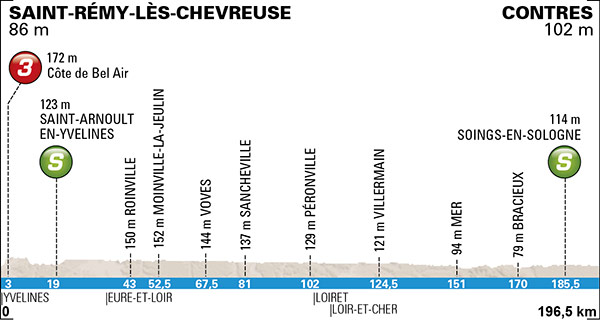 SAINT-RÉMY-LÈS-CHEVREUSE
86 m
CONTRES
102 m
3
172 m
Côte de Bel Air
123 m
SAINT-ARNOULT
EN-YVELINES
S
150 m ROINVILLE
152 m MOINVILLE-LA-JEULIN
144 m VOVES
137 m SANCHEVILLE
129 m PÉRONVILLE
121 m VILLERMAIN
94 m MER
79 m BRACIEUX
114 m
SOINGS-EN-SOLOGNE
S
3 19 43 52,5 67,5 81 102 124,5 151 170 185,5
YVELINES EURE-ET-LOIR LOIRET
LOIR-ET-CHER
0 196,5 km